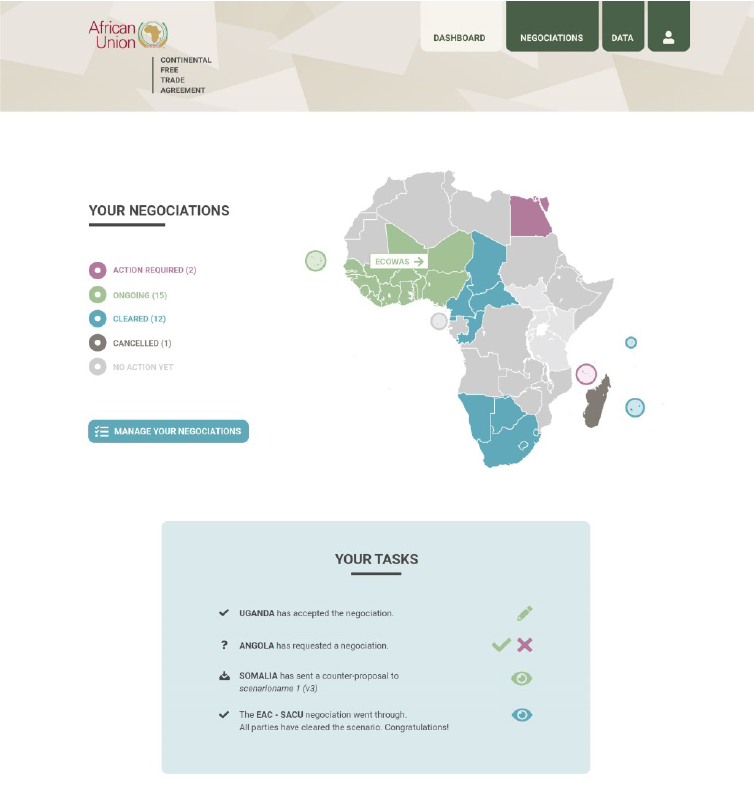 African
Union
CONTINENTAL
FREE
TRADE
AGREEMENT
DASHBOARD
NEGOCIATIONS
DATA
YOUR NEGOCIATIONS
ACTION REQUIRED (2)
ONGOING (15)
CLEARED (12)
CANCELLED (1)
NO ACTION YET
MANAGE YOUR NEGOCIATIONS
ECOWAS
YOUR TASKS
UGANDA has accepted the negociation.
? ANGOLA has requested a negociation.
SOMALIA has sent a counter-proposal to
scenarioname 1 (v3)
The EAC - SACU negociation went through.
All parties have cleared the scenario. Congratulations!